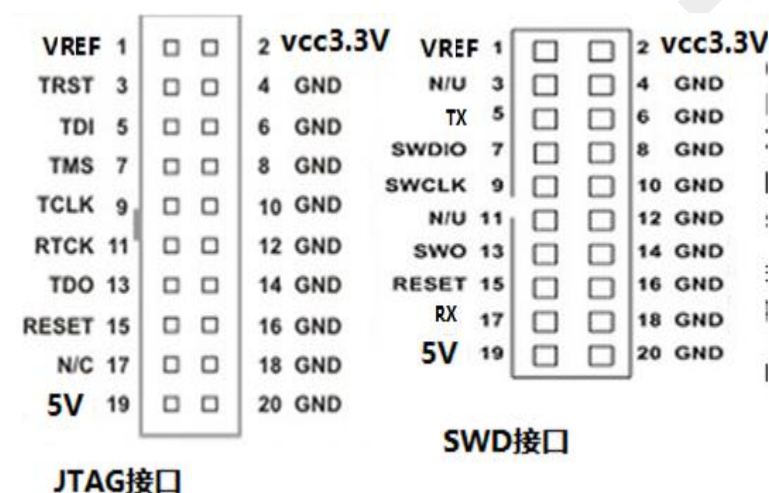 VREF 1 2 vcc3.3V
TRST 3 4 GND
TDI 5 6 GND
TMS 7 8 GND
TCLK 9 10 GND
RTCK 11 12 GND
TDO 13 14 GND
RESET 15 16 GND
N/C 17 18 GND
5V 19 20 GND
JTAG接口
VREF 1 2 vcc3.3V
N/U 3 4 GND
TX 5 6 GND
SWDIO 7 8 GND
SWCLK 9 10 GND
N/U 11 12 GND
SWO 13 14 GND
RESET 15 16 GND
RX 17 18 GND
5V 19 20 GND
SWD接口